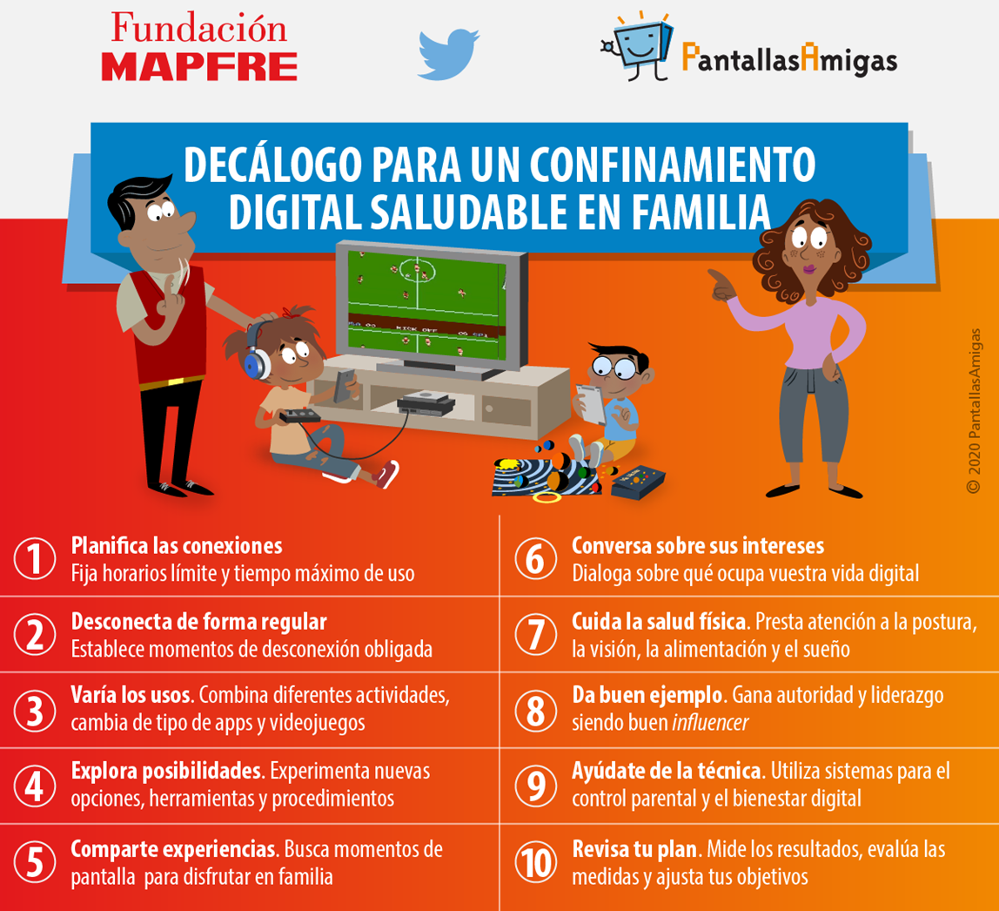 Fundación
MAPFRE
PantallasAmigas
DECÁLOGO PARA UN CONFINAMIENTO
DIGITAL SALUDABLE EN FAMILIA
KICK OFF
© 2020 PantallasAmigas
1
Planifica las conexiones
Fija horarios límite y tiempo máximo de uso
2
Desconecta de forma regular
Establece momentos de desconexión obligada
3
Varía los usos. Combina diferentes actividades,
cambia de tipo de apps y videojuegos
4
Explora posibilidades. Experimenta nuevas
opciones, herramientas y procedimientos
5
Comparte experiencias. Busca momentos de
pantalla para disfrutar en familia
6
Conversa sobre sus intereses
Dialoga sobre qué ocupa vuestra vida digital
7
Cuida la salud física. Presta atención a la postura,
la visión, la alimentación y el sueño
8
Da buen ejemplo. Gana autoridad y liderazgo
siendo buen influencer
9
Ayúdate de la técnica. Utiliza sistemas para el
control parental y el bienestar digital
10
Revisa tu plan. Mide los resultados, evalúa las
medidas y ajusta tus objetivos